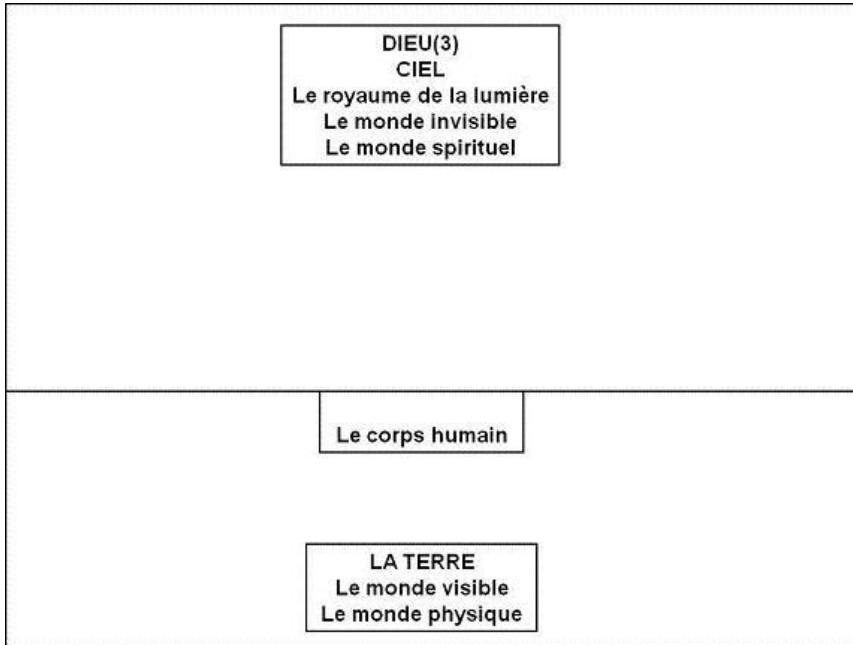 DIEU(3)
CIEL
Le royaume de la lumière
Le monde invisible
Le monde spirituel
Le corps humain
LA TERRE
Le monde visible
Le monde physique